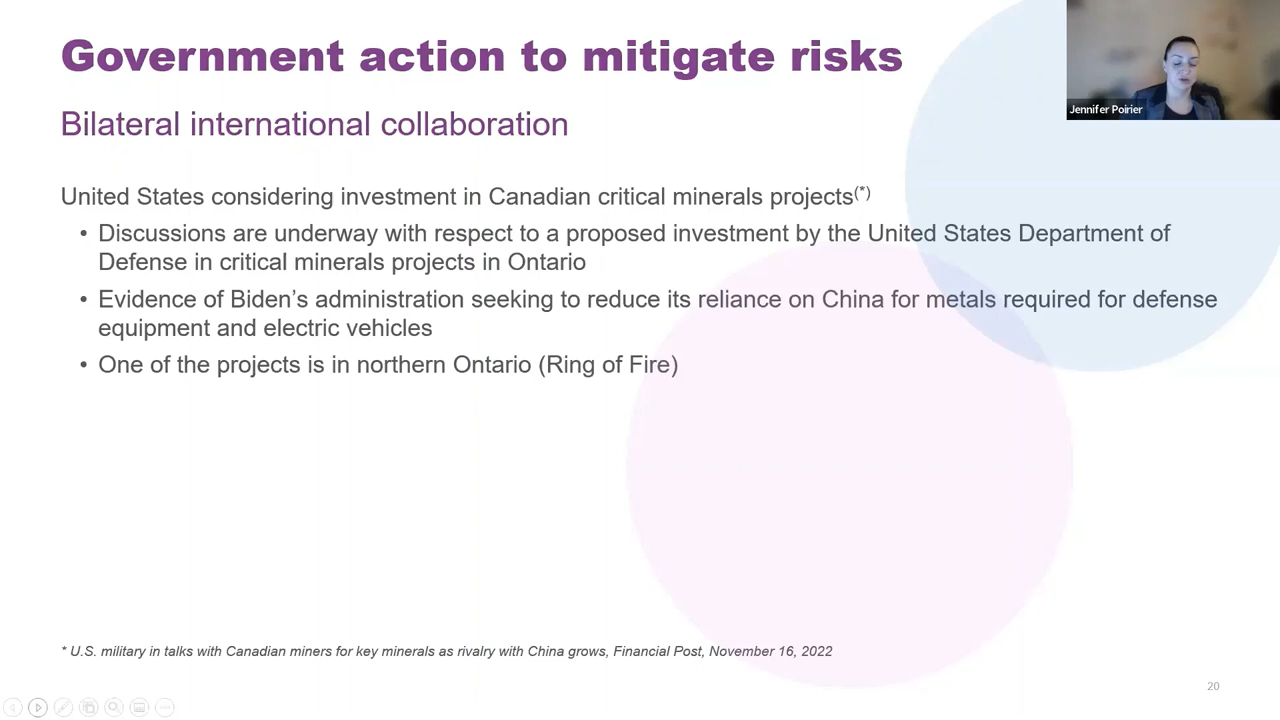 Government action to mitigate risks
Jennifer Poirier
Bilateral international collaboration
United States considering investment in Canadian critical minerals projects(*)
• Discussions are underway with respect to a proposed investment by the United States Department of
Defense in critical minerals projects in Ontario
• Evidence of Biden’s administration seeking to reduce its reliance on China for metals required for defense
equipment and electric vehicles
• One of the projects is in northern Ontario (Ring of Fire)
* U.S. military in talks with Canadian miners for key minerals as rivalry with China grows, Financial Post, November 16, 2022
20